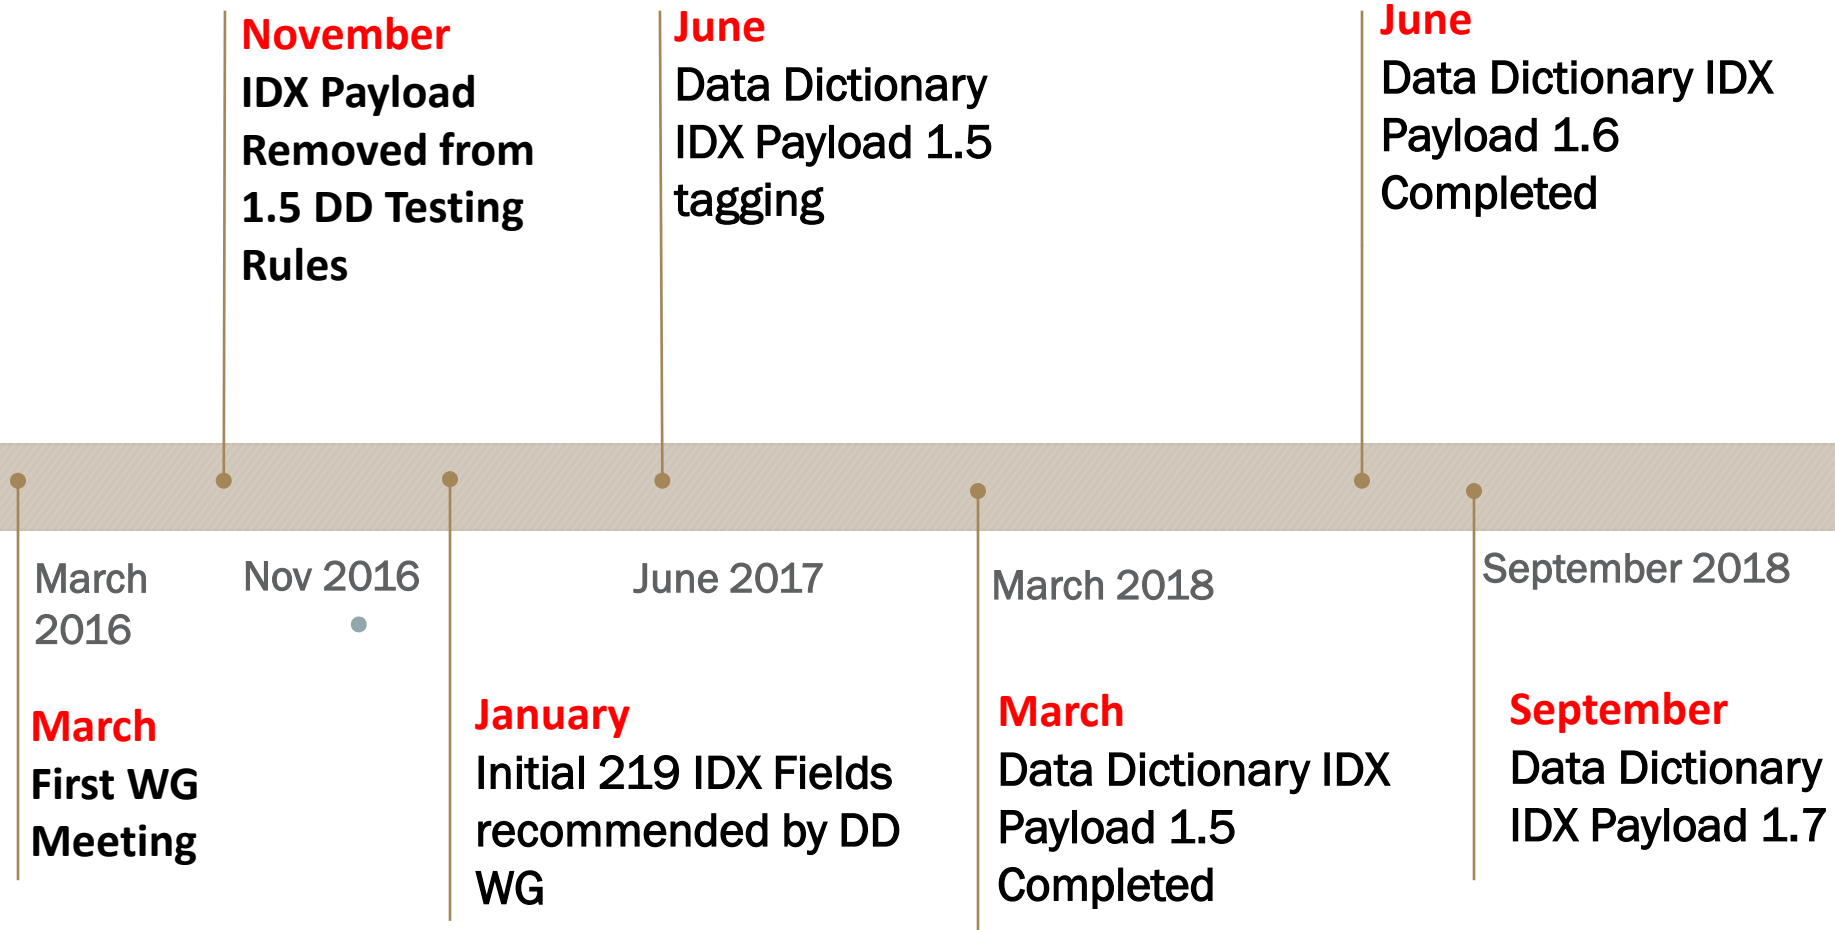 November
IDX Payload
Removed from
1.5 DD Testing
Rules
June
Data Dictionary
IDX Payload 1.5
tagging
June
Data Dictionary IDX
Payload 1.6
Completed
March
2016
Nov 2016
June 2017
March 2018
September 2018
March
First WG
Meeting
January
Initial 219 IDX Fields
recommended by DD
WG
March
Data Dictionary IDX
Payload 1.5
Completed
September
Data Dictionary
IDX Payload 1.7